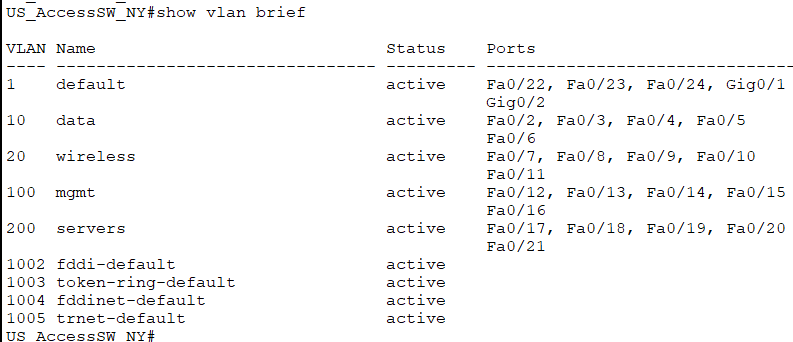 US_AccessSW_NY#show vlan brief
VLAN Name                             Status    Ports
---- -------------------------------- --------- -------------------------------
1    default                          active    Fa0/22, Fa0/23, Fa0/24, Gig0/1
                                                Gig0/2
10   data                             active    Fa0/2, Fa0/3, Fa0/4, Fa0/5
                                                Fa0/6
20   wireless                         active    Fa0/7, Fa0/8, Fa0/9, Fa0/10
                                                Fa0/11
100  mgmt                             active    Fa0/12, Fa0/13, Fa0/14, Fa0/15
                                                Fa0/16
200  servers                          active    Fa0/17, Fa0/18, Fa0/19, Fa0/20
                                                Fa0/21
1002 fddi-default                     active
1003 token-ring-default               active
1004 fddinet-default                  active
1005 trnet-default                    active
US_AccessSW_NY#